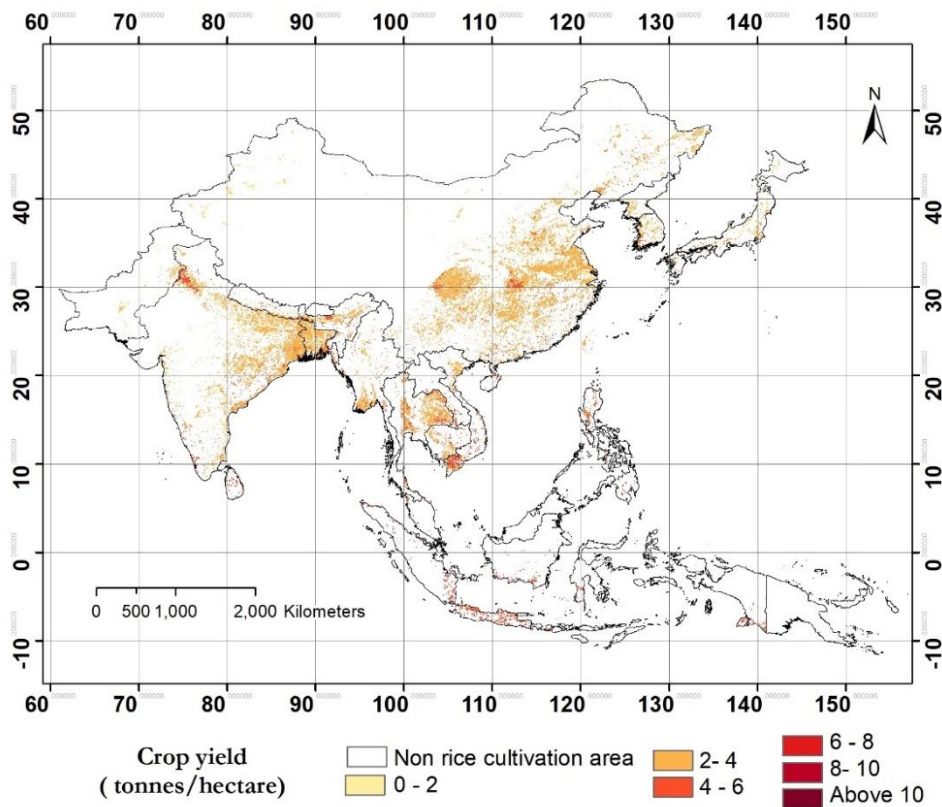 60 70 80 90 100 110 120 130 140 150
N
50 50
40 40
30 30
20 20
10 10
0 0
-10 -10
0 500 1,000 2,000 Kilometers
60 70 80 90 100 110 120 130 140 150
Crop yield
( tonnes/hectare)
Non rice cultivation area
0 - 2
2- 4
4 - 6
6 - 8
8- 10
Above 10